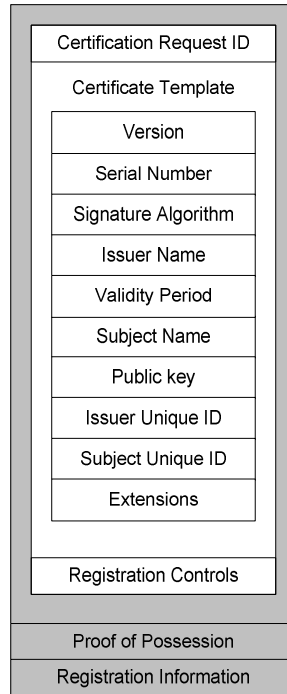 Certification Request ID
Certificate Template
Version
Serial Number
Signature Algorithm
Issuer Name
Validity Period
Subject Name
Public key
Issuer Unique ID
Subject Unique ID
Extensions
Registration Controls
Proof of Possession
Registration Information